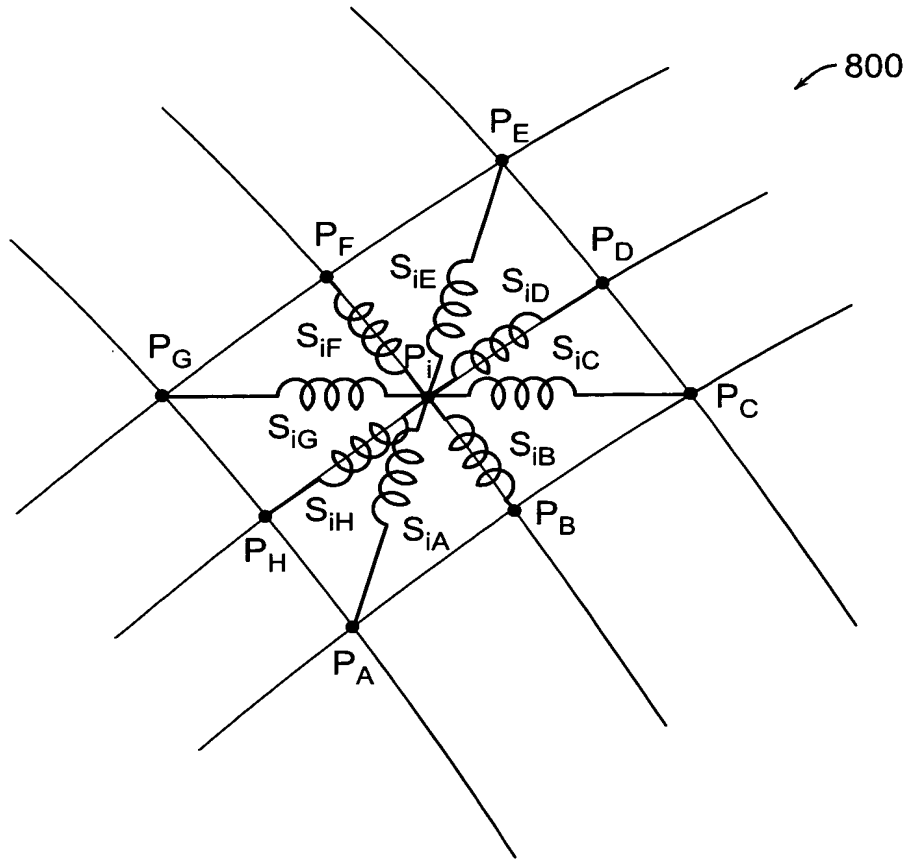 800
P_E
P_D
P_F
S_iE
S_iD
S_iF
P_i
S_iC
P_G
P_C
S_iG
S_iB
S_iH
S_iA
P_B
P_H
P_A